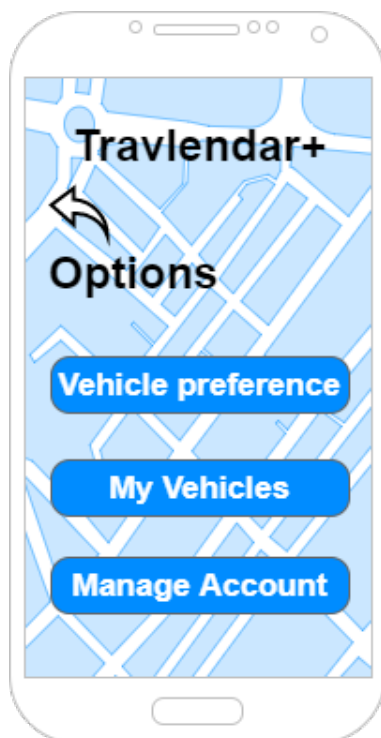 Travlendar+
Options
Vehicle preference
My Vehicles
Manage Account